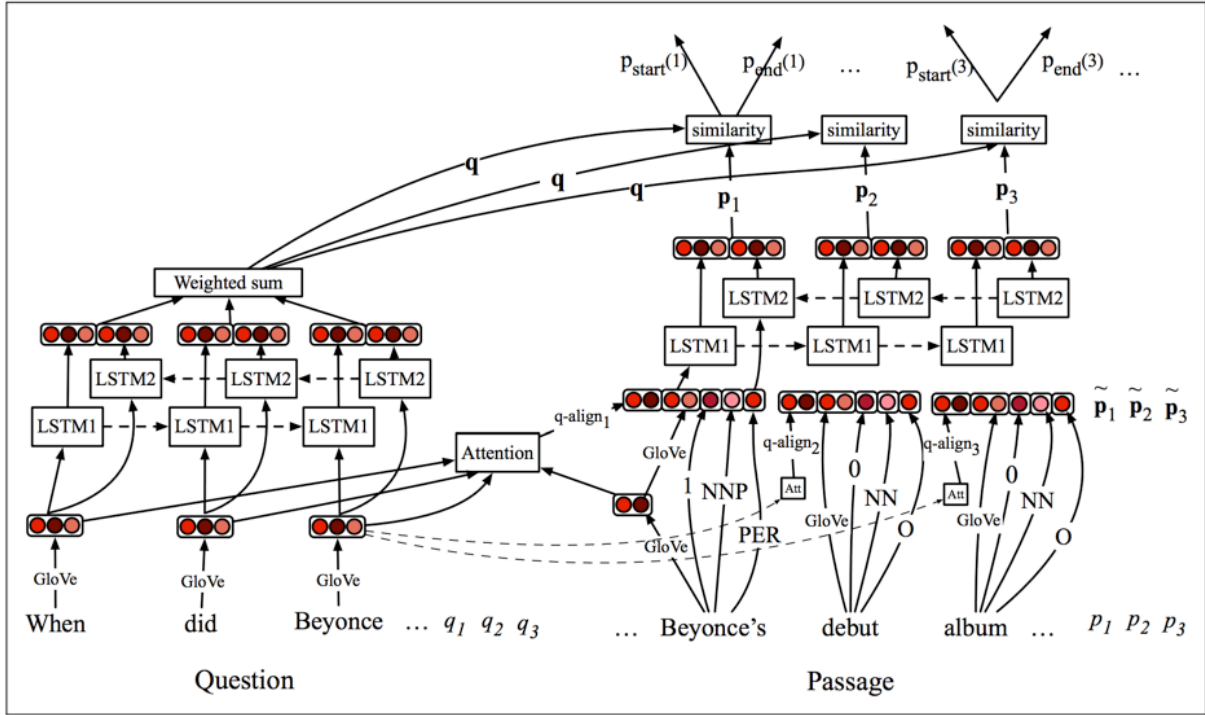 p_start(1) p_end(1) … p_start(3) p_end(3) …
similarity similarity similarity
q q q p_1 p_2 p_3
Weighted sum
LSTM2 LSTM2 LSTM2
LSTM1 LSTM1 LSTM1
LSTM2 LSTM2 LSTM2
LSTM1 LSTM1 LSTM1
p̃_1 p̃_2 p̃_3
q-align_1 q-align_2 q-align_3
Attention
GloVe 1 NNP PER
Att GloVe 0 NN O
Att GloVe 0 NN O
GloVe GloVe GloVe GloVe
When did Beyonce … q_1 q_2 q_3 … Beyonce's debut album … p_1 p_2 p_3
Question Passage